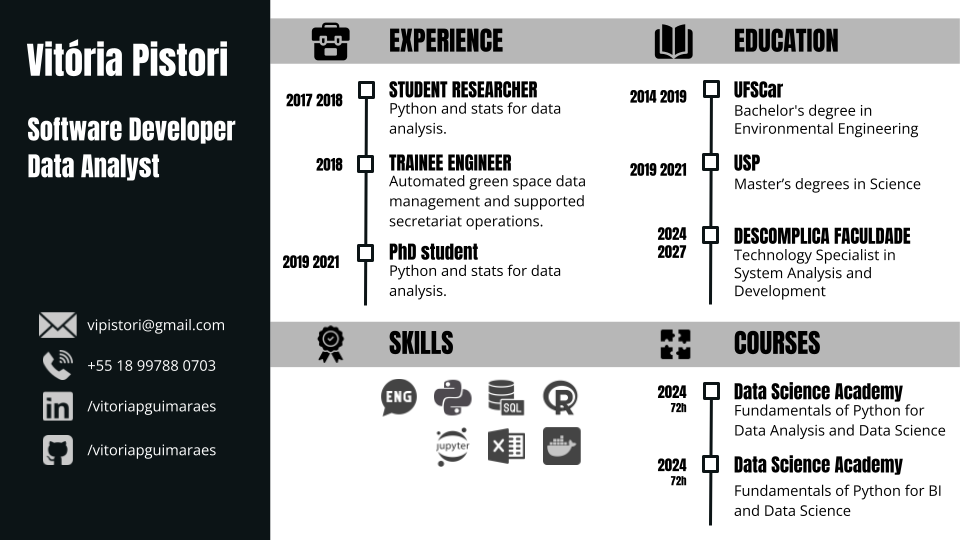 Vitória Pistori
Software Developer
Data Analyst
vipistori@gmail.com
+55 18 99788 0703
/vitoriapguimaraes
/vitoriapguimaraes
EXPERIENCE
2017 2018
STUDENT RESEARCHER
Python and stats for data
analysis.
2018
TRAINEE ENGINEER
Automated green space data
management and supported
secretariat operations.
2019 2021
PhD student
Python and stats for data
analysis.
EDUCATION
2014 2019
UFSCar
Bachelor's degree in
Environmental Engineering
2019 2021
USP
Master’s degrees in Science
2024
2027
DESCOMPLICA FACULDADE
Technology Specialist in
System Analysis and
Development
SKILLS
ENG
SQL
R
jupyter
X
COURSES
2024
72h
Data Science Academy
Fundamentals of Python for
Data Analysis and Data Science
2024
72h
Data Science Academy
Fundamentals of Python for BI
and Data Science